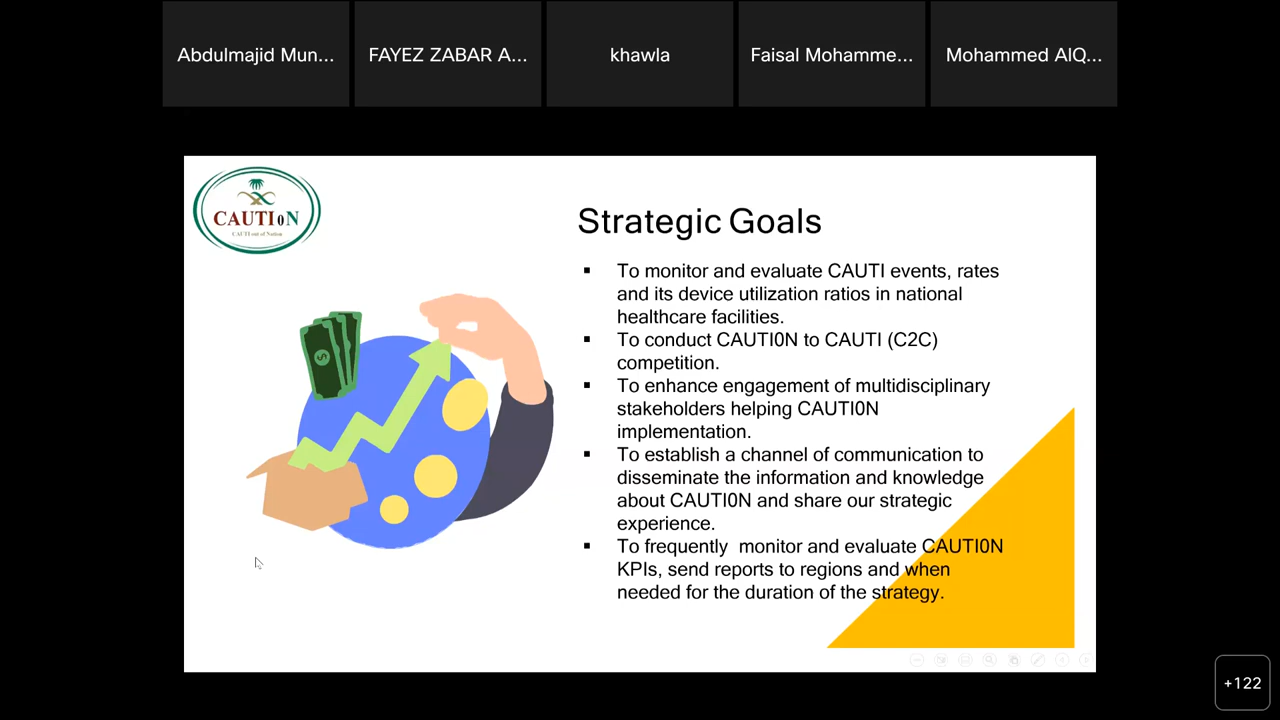 Abdulmajid Mun...
FAYEZ ZABAR A...
khawla
Faisal Mohamme...
Mohammed AlQ...
CAUTI0N
CAUTI out of Nation
Strategic Goals
▪ To monitor and evaluate CAUTI events, rates
and its device utilization ratios in national
healthcare facilities.
▪ To conduct CAUTI0N to CAUTI (C2C)
competition.
▪ To enhance engagement of multidisciplinary
stakeholders helping CAUTI0N
implementation.
▪ To establish a channel of communication to
disseminate the information and knowledge
about CAUTI0N and share our strategic
experience.
▪ To frequently  monitor and evaluate CAUTI0N
KPIs, send reports to regions and when
needed for the duration of the strategy.
+122